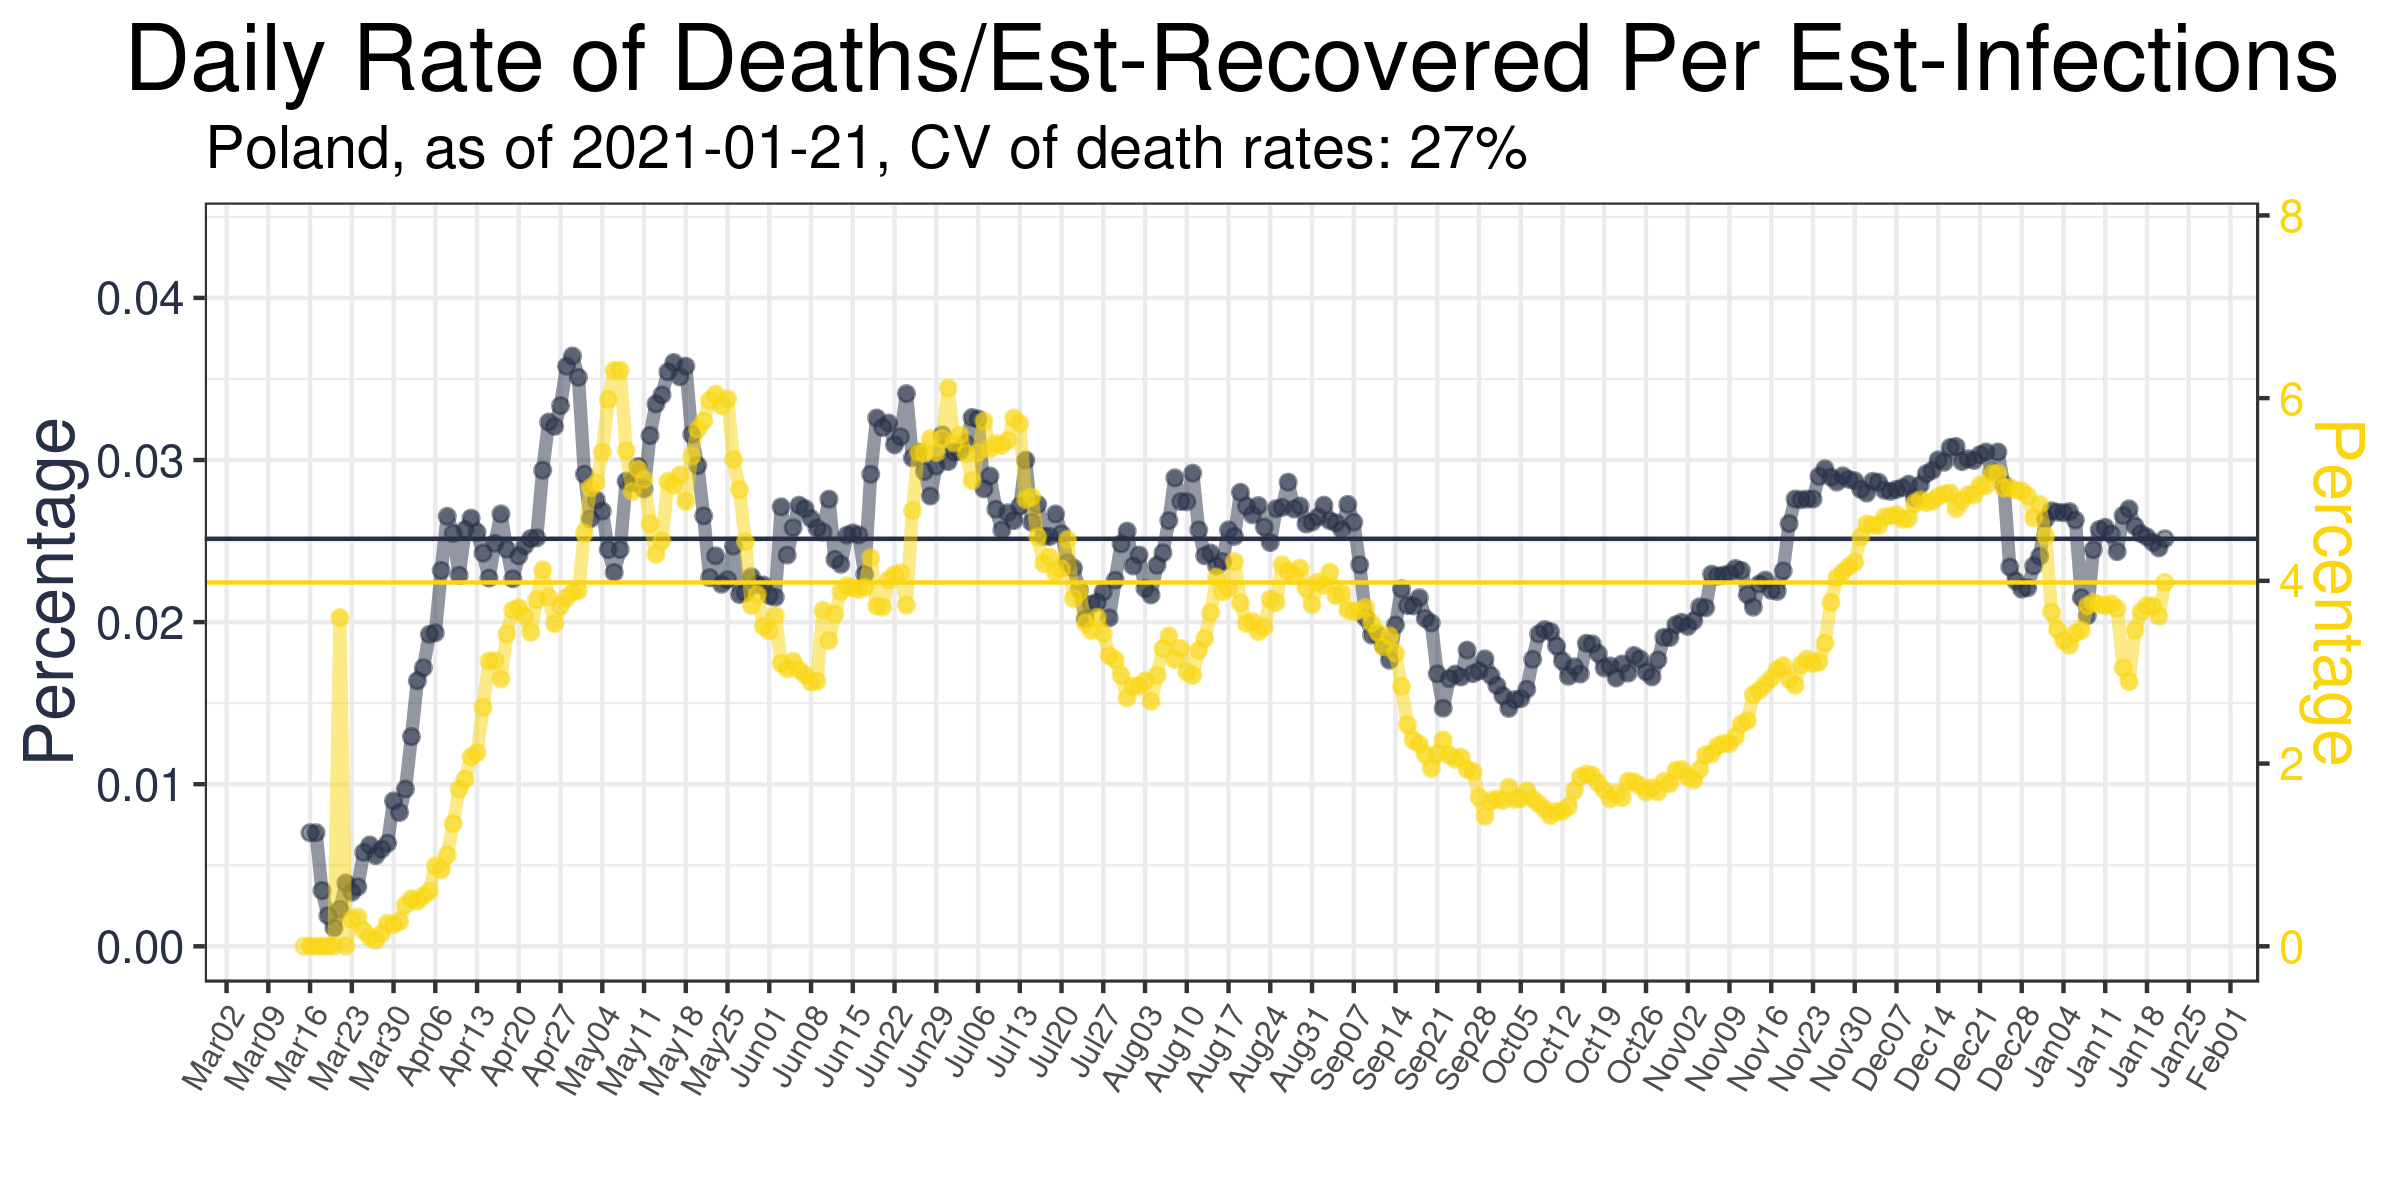 Daily Rate of Deaths/Est-Recovered Per Est-Infections
Poland, as of 2021-01-21, CV of death rates: 27%
Percentage
0.04
0.03
0.02
0.01
0.00
8
6
4
2
0
Percentage
Mar02
Mar09
Mar16
Mar23
Mar30
Apr06
Apr13
Apr20
Apr27
May04
May11
May18
May25
Jun01
Jun08
Jun15
Jun22
Jun29
Jul06
Jul13
Jul20
Jul27
Aug03
Aug10
Aug17
Aug24
Aug31
Sep07
Sep14
Sep21
Sep28
Oct05
Oct12
Oct19
Oct26
Nov02
Nov09
Nov16
Nov23
Nov30
Dec07
Dec14
Dec21
Dec28
Jan04
Jan11
Jan18
Jan25
Feb01